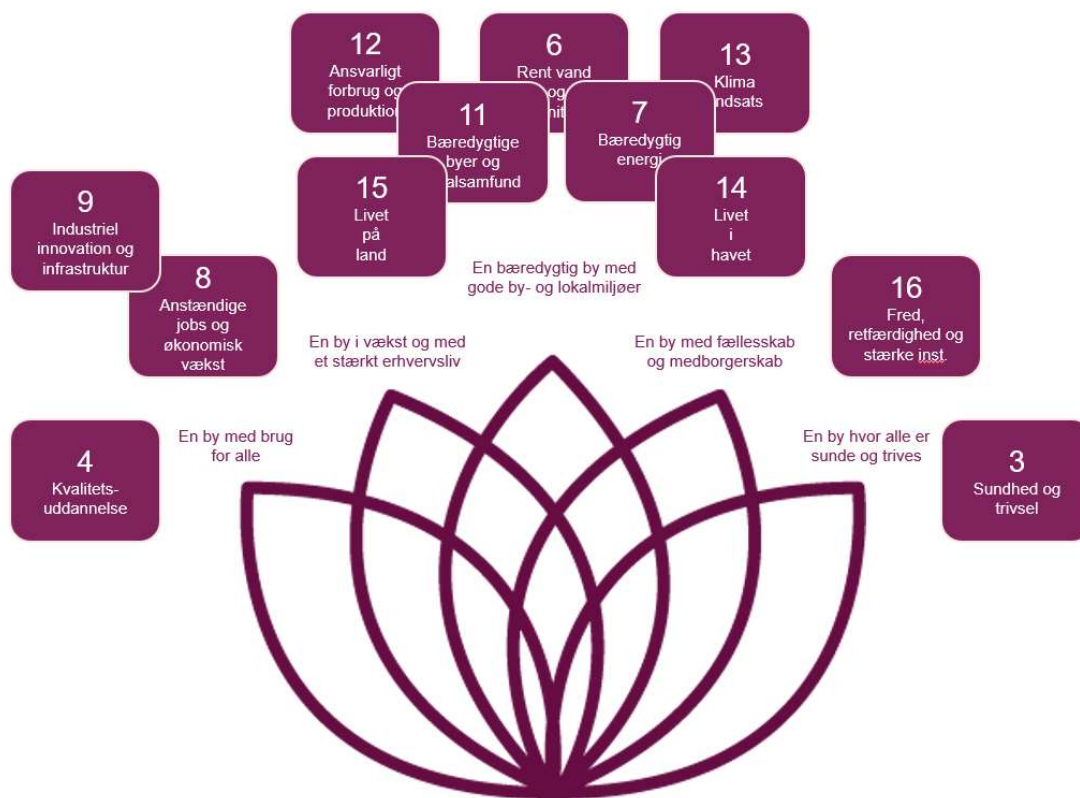 12
Ansvarligt
forbrug og
produktion
6
Rent vand
og
13
Klima
11
Bæredygtige
byer og
7
Bæredygtig
energi
15
Livet
på
land
14
Livet
i
havet
9
Industriel
innovation og
infrastruktur
8
Anstændige
jobs og
økonomisk
vækst
En bæredygtig by med
gode by- og lokalmiljøer
16
Fred,
retfærdighed og
stærke inst.
En by i vækst og med
et stærkt erhvervsliv
En by med fællesskab
og medborgerskab
4
Kvalitets-
uddannelse
En by med brug
for alle
En by hvor alle er
sunde og trives
3
Sundhed og
trivsel